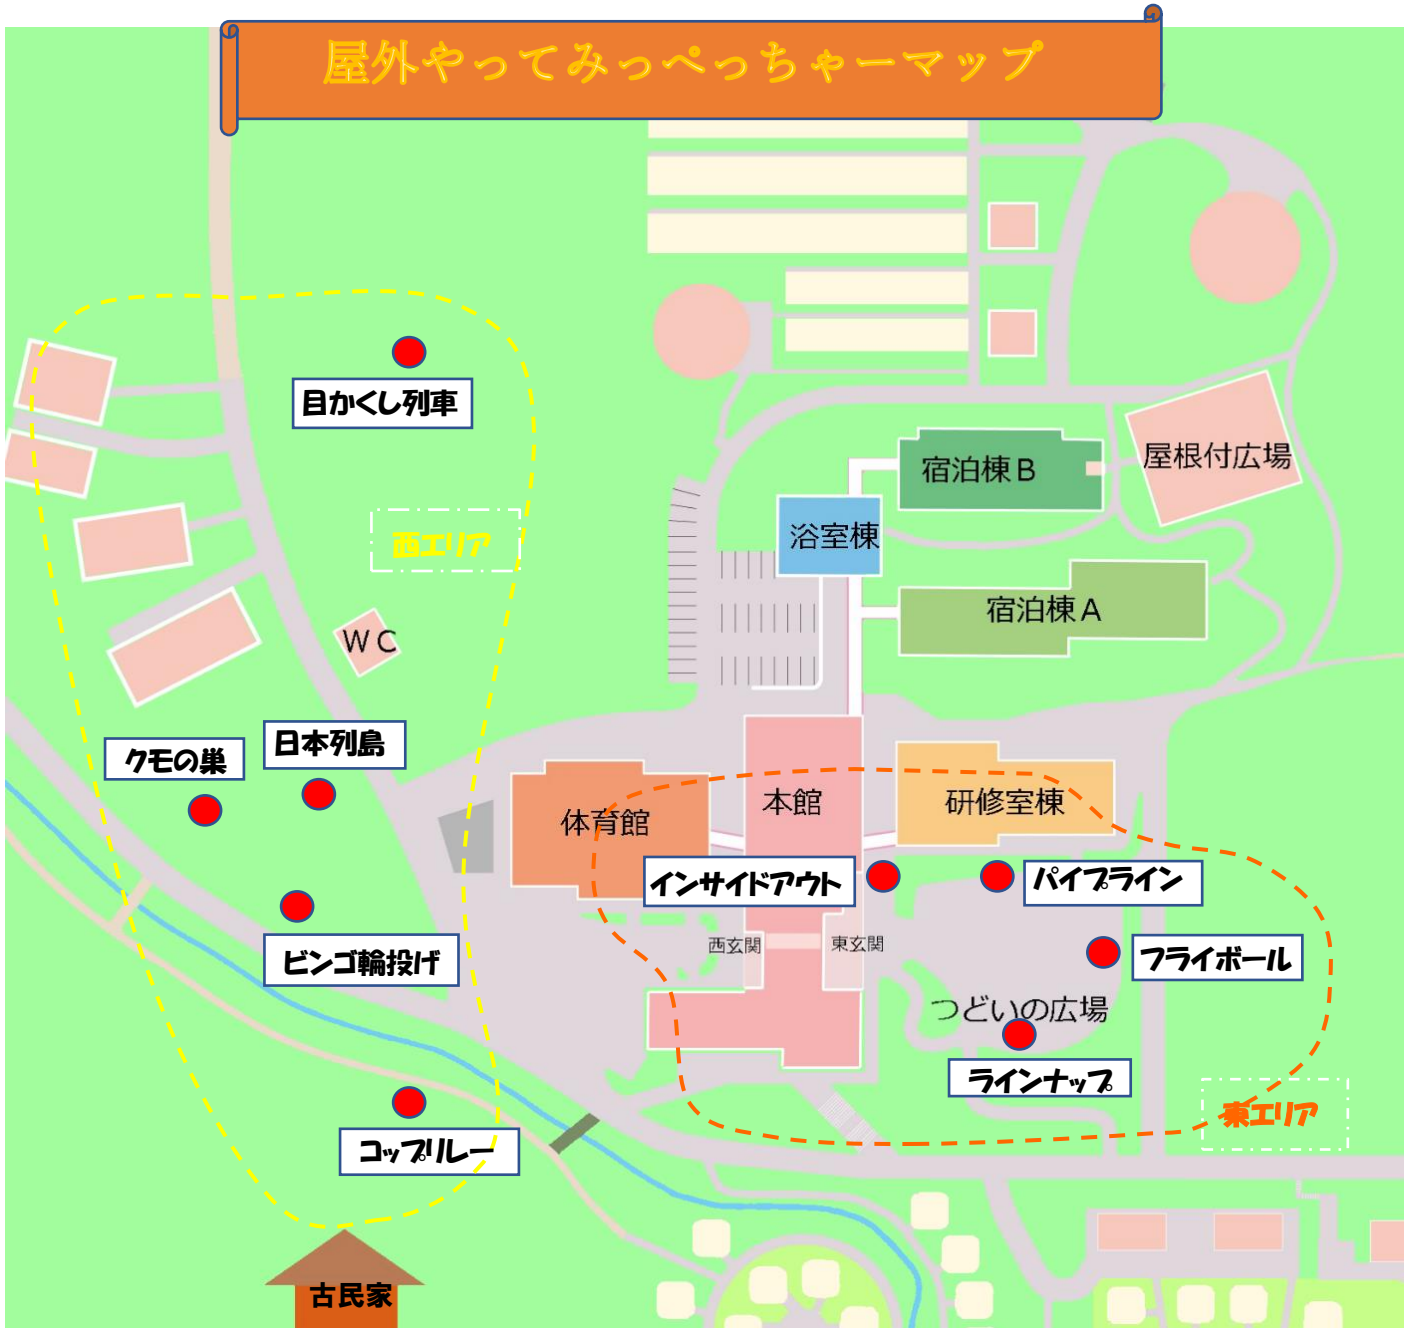 屋外やってみっぺっちゃーマップ
目かくし列車
宿泊棟B
屋根付広場
西エリア
浴室棟
宿泊棟A
WC
クモの巣
日本列島
体育館
本館
研修室棟
インサイドアウト
パイプライン
ビンゴ輪投げ
西玄関
東玄関
フライボール
つどいの広場
ラインナップ
東エリア
コップリレー
古民家